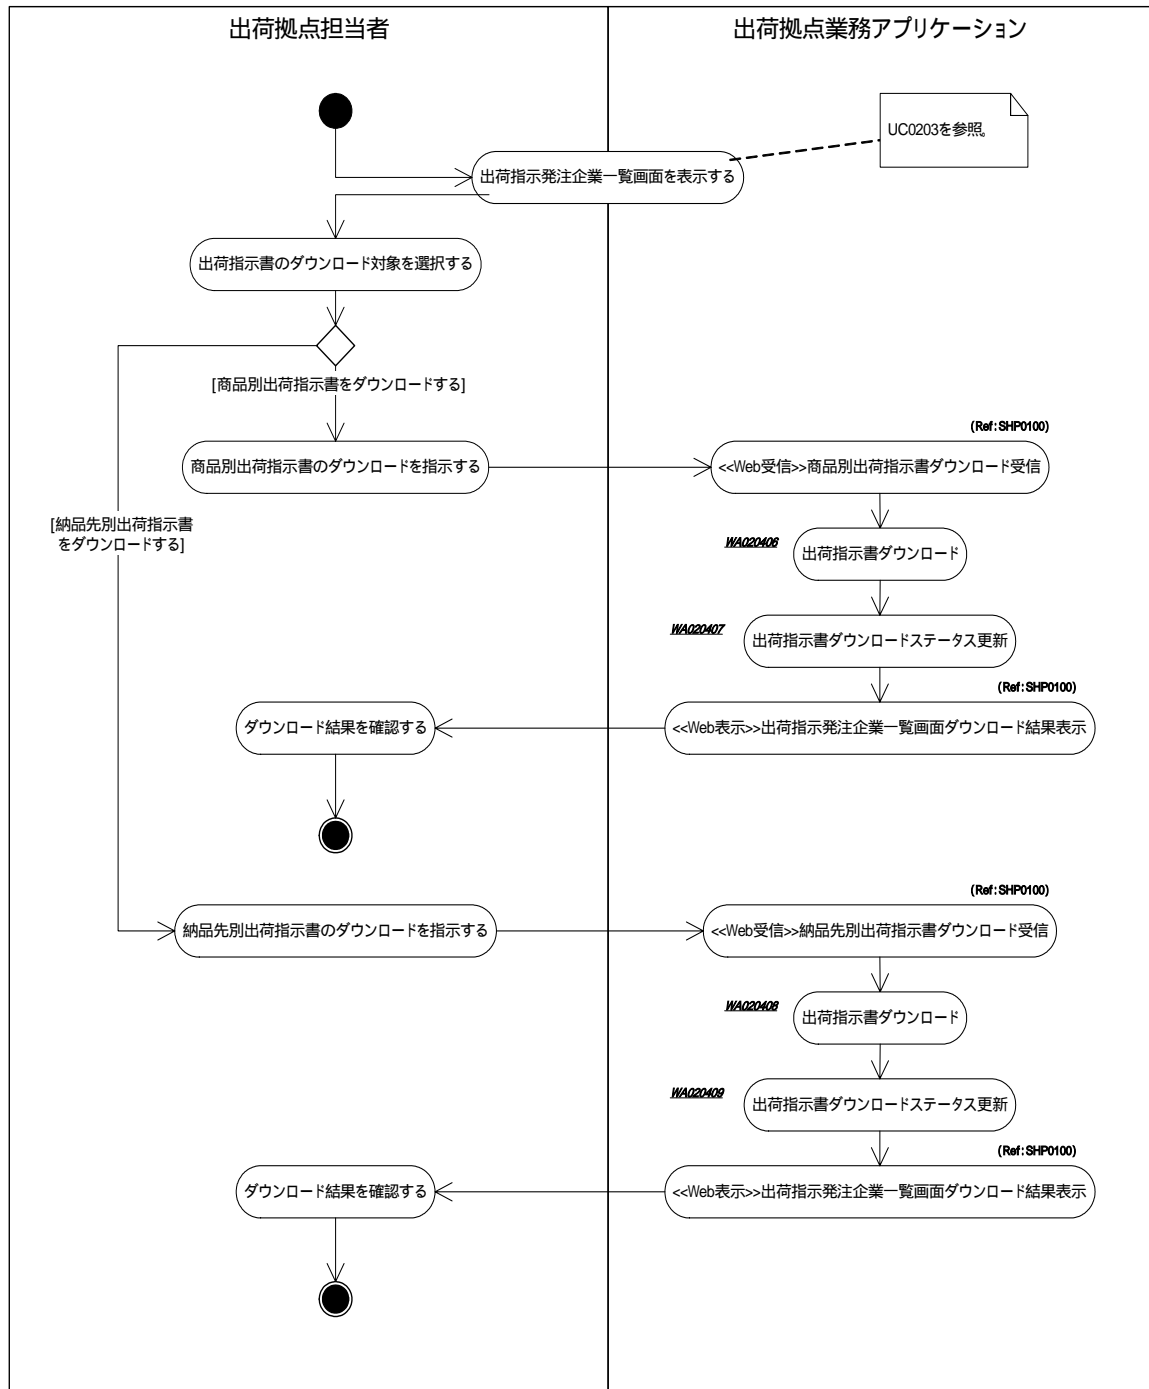 出荷拠点担当者
出荷拠点業務アプリケーション
UC0203を参照。
出荷指示発注企業一覧画面を表示する
出荷指示書のダウンロード対象を選択する
[商品別出荷指示書をダウンロードする]
(Ref:SHP0100)
商品別出荷指示書のダウンロードを指示する
<<Web受信>>商品別出荷指示書ダウンロード受信
[納品先別出荷指示書
をダウンロードする]
WA020406
出荷指示書ダウンロード
WA020407
出荷指示書ダウンロードステータス更新
(Ref:SHP0100)
ダウンロード結果を確認する
<<Web表示>>出荷指示発注企業一覧画面ダウンロード結果表示
(Ref:SHP0100)
納品先別出荷指示書のダウンロードを指示する
<<Web受信>>納品先別出荷指示書ダウンロード受信
WA020408
出荷指示書ダウンロード
WA020409
出荷指示書ダウンロードステータス更新
(Ref:SHP0100)
ダウンロード結果を確認する
<<Web表示>>出荷指示発注企業一覧画面ダウンロード結果表示